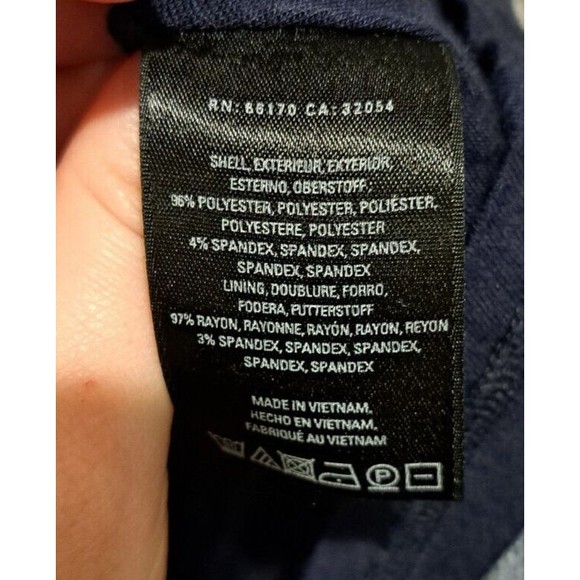 RN: 66170 CA: 32054
SHELL, EXTERIEUR, EXTERIOR,
ESTERNO, OBERSTOFF,
96% POLYESTER, POLYESTER, POLIÉSTER,
POLYESTERE, POLYESTER
4% SPANDEX, SPANDEX, SPANDEX,
SPANDEX, SPANDEX
LINING, DOUBLURE, FORRO,
FODERA, FUTTERSTOFF
97% RAYON, RAYONNE, RAYÓN, RAYON, REYON
3% SPANDEX, SPANDEX, SPANDEX,
SPANDEX, SPANDEX
MADE IN VIETNAM.
HECHO EN VIETNAM.
FABRIQUÉ AU VIETNAM
P